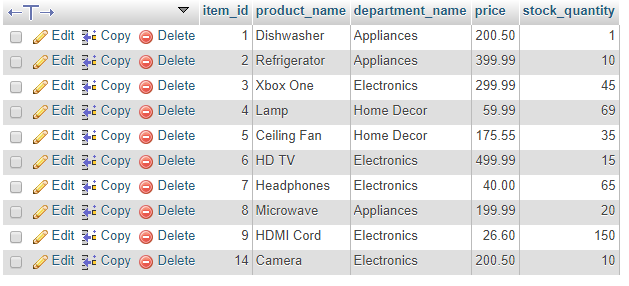 item_id product_name department_name price stock_quantity
Edit Copy Delete 1 Dishwasher Appliances 200.50 1
Edit Copy Delete 2 Refrigerator Appliances 399.99 10
Edit Copy Delete 3 Xbox One Electronics 299.99 45
Edit Copy Delete 4 Lamp Home Decor 59.99 69
Edit Copy Delete 5 Ceiling Fan Home Decor 175.55 35
Edit Copy Delete 6 HD TV Electronics 499.99 15
Edit Copy Delete 7 Headphones Electronics 40.00 65
Edit Copy Delete 8 Microwave Appliances 199.99 20
Edit Copy Delete 9 HDMI Cord Electronics 26.60 150
Edit Copy Delete 14 Camera Electronics 200.50 10